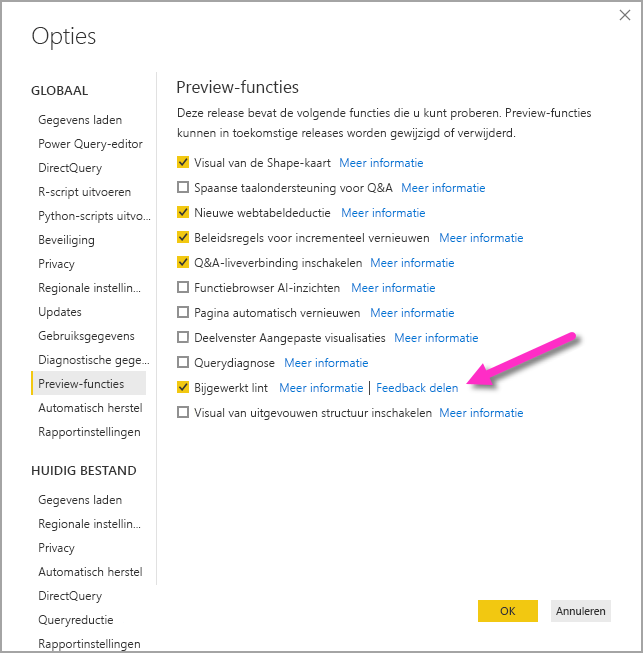 Opties
GLOBAAL
Gegevens laden
Power Query-editor
DirectQuery
R-script uitvoeren
Python-scripts uitvo...
Beveiliging
Privacy
Regionale instellin...
Updates
Gebruiksgegevens
Diagnostische gege...
Preview-functies
Automatisch herstel
Rapportinstellingen
HUIDIG BESTAND
Gegevens laden
Regionale instellin...
Privacy
Automatisch herstel
DirectQuery
Queryreductie
Rapportinstellingen
Preview-functies
Deze release bevat de volgende functies die u kunt proberen. Preview-functies
kunnen in toekomstige releases worden gewijzigd of verwijderd.
Visual van de Shape-kaart Meer informatie
Spaanse taalondersteuning voor Q&A Meer informatie
Nieuwe webtabeldeductie Meer informatie
Beleidsregels voor incrementeel vernieuwen Meer informatie
Q&A-liveverbinding inschakelen Meer informatie
Functiebrowser AI-inzichten Meer informatie
Pagina automatisch vernieuwen Meer informatie
Deelvenster Aangepaste visualisaties Meer informatie
Querydiagnose Meer informatie
Bijgewerkt lint Meer informatie | Feedback delen
Visual van uitgevouwen structuur inschakelen Meer informatie
OK Annuleren